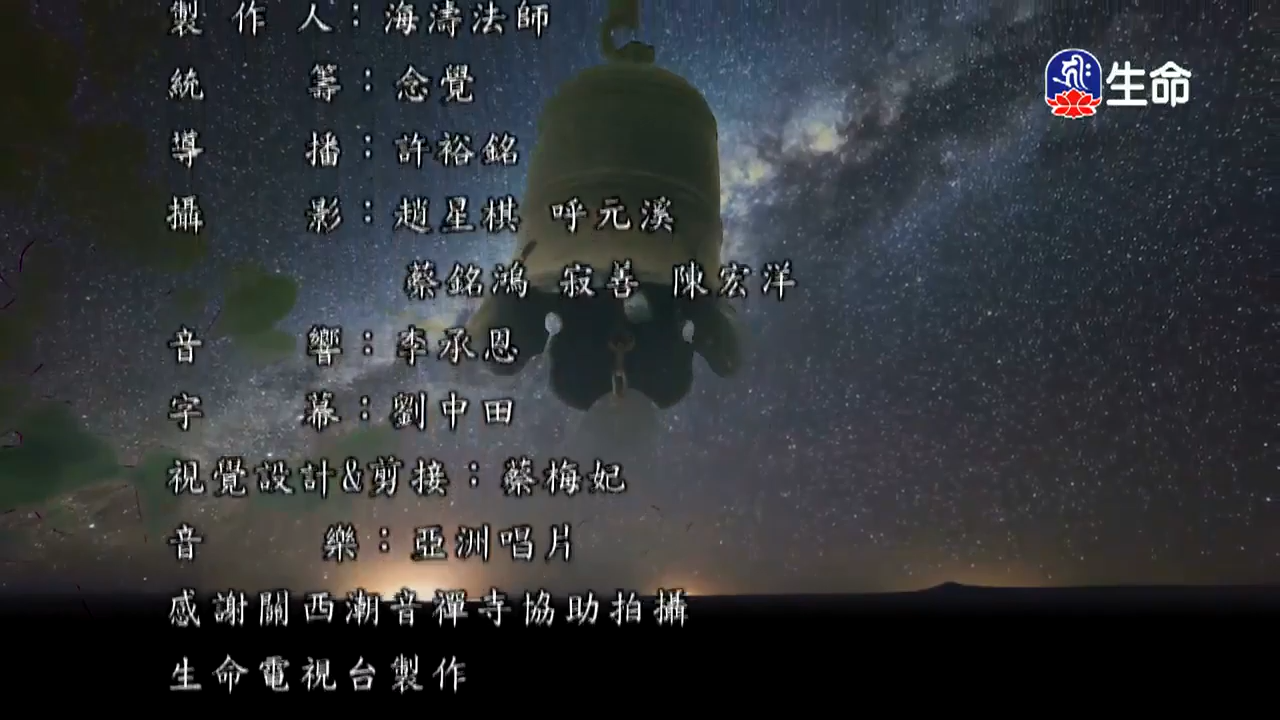 製作人：海濤法師
生命
統籌：念覺
導播：許裕銘
攝影：趙星棋 呼元溪
蔡銘鴻 寂善 陳宏洋
音響：李承恩
字幕：劉中田
視覺設計&剪接：蔡梅妃
音樂：亞洲唱片
感謝關西潮音禪寺協助拍攝
生命電視台製作